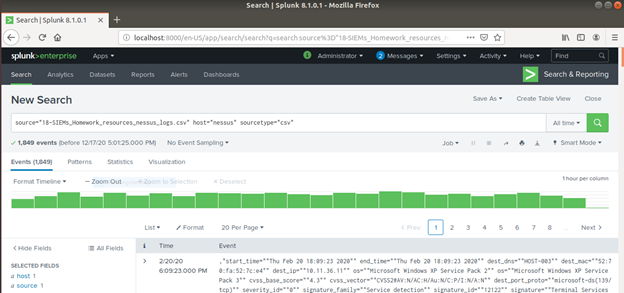 Search | Splunk 8.1.0.1 - Mozilla Firefox
Search | Splunk 8.1.0.1
localhost:8000/en-US/app/search/search?q=search source%3D"18-SIEMs_Homework_resources_
splunk>enterprise Apps 1 Administrator 2 Messages Settings Activity Help Find
Search Analytics Datasets Reports Alerts Dashboards Search & Reporting
New Search Save As Create Table View Close
source="18-SIEMs_Homework_resources_nessus_logs.csv" host="nessus" sourcetype="csv" All time
1,849 events (before 12/17/20 5:01:25.000 PM) No Event Sampling Job Smart Mode
Events (1,849) Patterns Statistics Visualization
Format Timeline — Zoom Out + Zoom to Selection × Deselect 1 hour per column
List Format 20 Per Page < Prev 1 2 3 4 5 6 7 8 ... Next >
< Hide Fields All Fields i Time Event
SELECTED FIELDS
a host 1
a source 1
> 2/20/20
6:09:23.000 PM
,"start_time=""Thu Feb 20 18:09:23 2020"" end_time=""Thu Feb 20 18:09:23 2020"" dest_dns=""HOST-003"" dest_mac=""52:7
0:fa:52:7c:e4"" dest_ip=""10.11.36.11"" os=""Microsoft Windows XP Service Pack 2"" os=""Microsoft Windows XP Service
Pack 3"" cvss_base_score=""4.3"" cvss_vector=""CVSS2#AV:N/AC:H/Au:N/C:P/I:N/A:N"" dest_port_proto=""microsoft-ds(139/
tcp)"" severity_id=""0"" signature_family=""Service detection"" signature_id=""12122"" signature=""Terminal Services